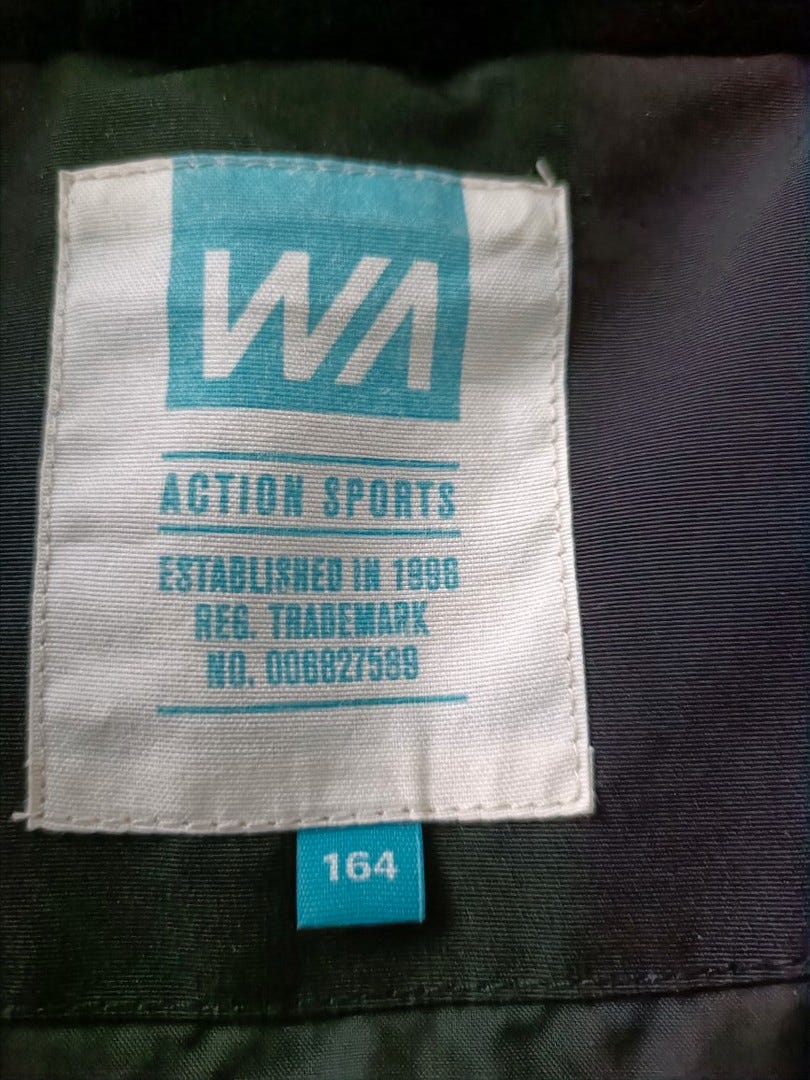 WA
ACTION SPORTS
ESTABLISHED IN 1998
REG. TRADEMARK
NO. 006827589
164